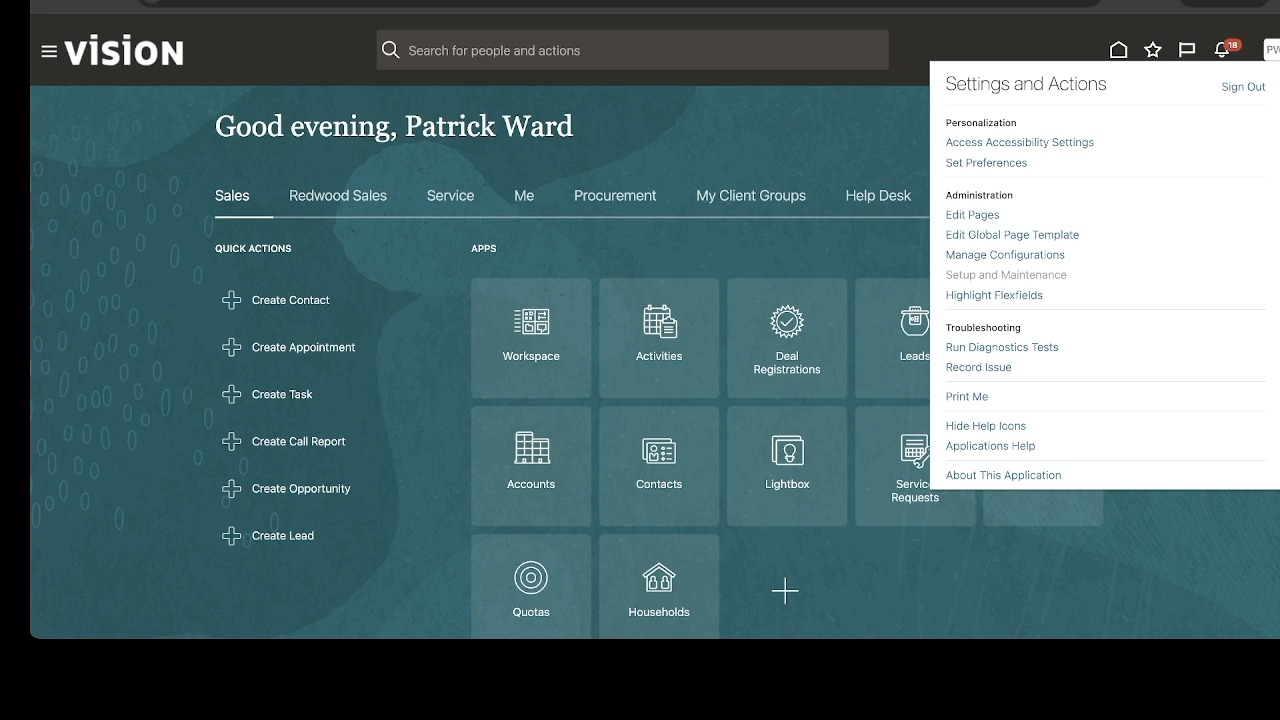 vision
Search for people and actions
18
Settings and Actions
Sign Out
Good evening, Patrick Ward
Personalization
Access Accessibility Settings
Set Preferences
Sales
Redwood Sales
Service
Me
Procurement
My Client Groups
Help Desk
Administration
Edit Pages
Edit Global Page Template
Manage Configurations
Setup and Maintenance
Highlight Flexfields
Troubleshooting
Run Diagnostics Tests
Record Issue
Print Me
Hide Help Icons
Applications Help
About This Application
QUICK ACTIONS
Create Contact
Create Appointment
Create Task
Create Call Report
Create Opportunity
Create Lead
APPS
Workspace
Activities
Deal
Registrations
Leads
Accounts
Contacts
Lightbox
Service
Requests
Quotas
Households